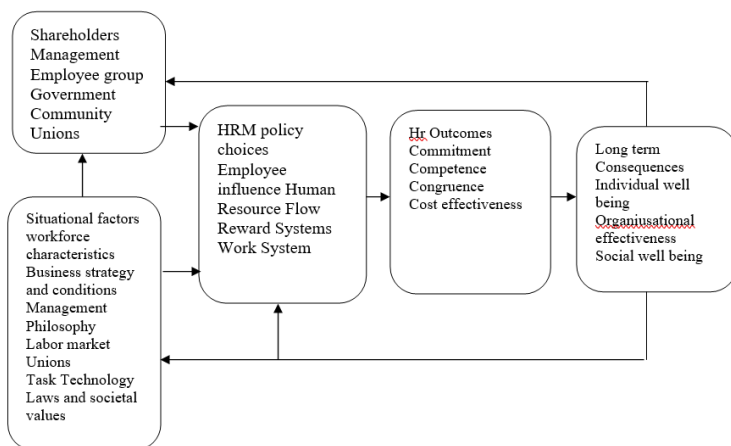 Shareholders
Management
Employee group
Government
Community
Unions
Situational factors
workforce
characteristics
Business strategy
and conditions
Management
Philosophy
Labor market
Unions
Task Technology
Laws and societal
values
HRM policy
choices
Employee
influence Human
Resource Flow
Reward Systems
Work System
Hr Outcomes
Commitment
Competence
Congruence
Cost effectiveness
Long term
Consequences
Individual well
being
Organiusational
effectiveness
Social well being